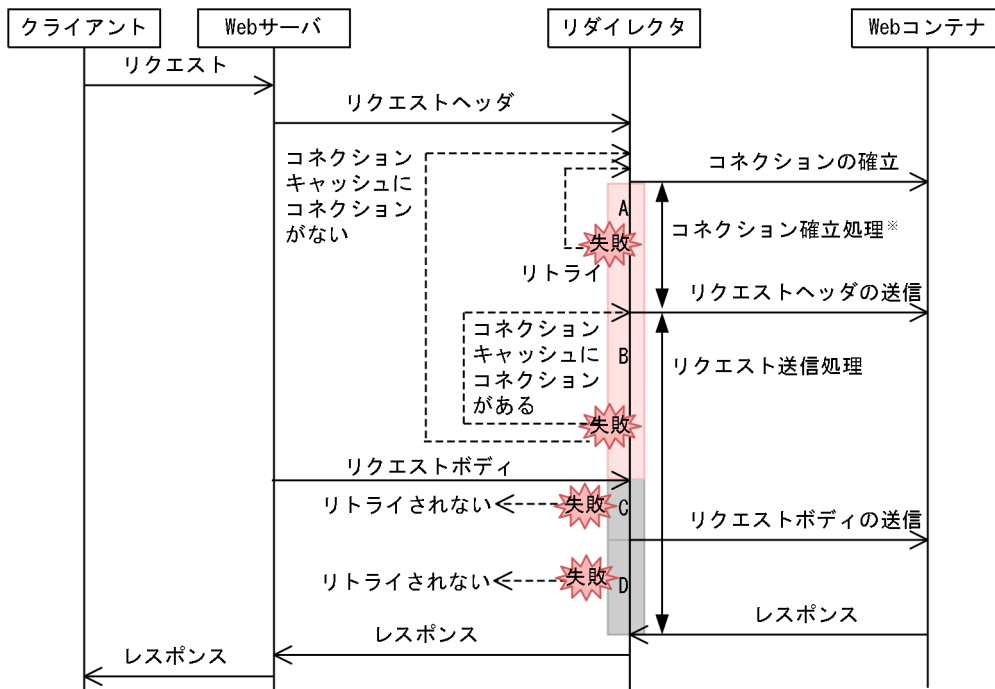 クライアント
Webサーバ
リダイレクタ
Webコンテナ
リクエスト
リクエストヘッダ
コネクション
キャッシュに
コネクション
がない
コネクションの確立
A
コネクション確立処理※
失敗
リトライ
リクエストヘッダの送信
コネクション
キャッシュに
コネクション
がある
B
リクエスト送信処理
失敗
リクエストボディ
リトライされない
失敗
C
リクエストボディの送信
リトライされない
失敗
D
レスポンス
レスポンス
レスポンス